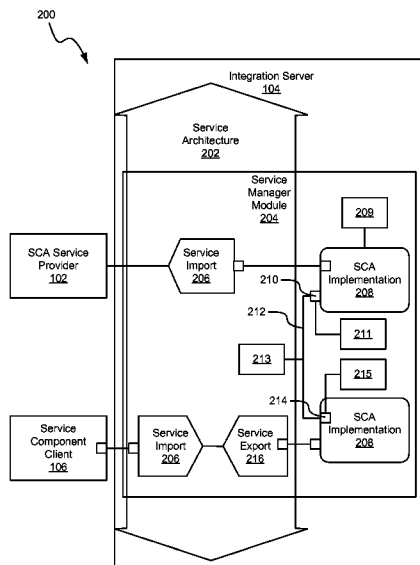 200
Integration Server
104
Service
Architecture
202
Service
Manager
Module
204
209
SCA Service
Provider
102
Service
Import
206
SCA
Implementation
208
210
212
211
213
215
214
Service
Component
Client
106
Service
Import
206
Service
Export
216
SCA
Implementation
208